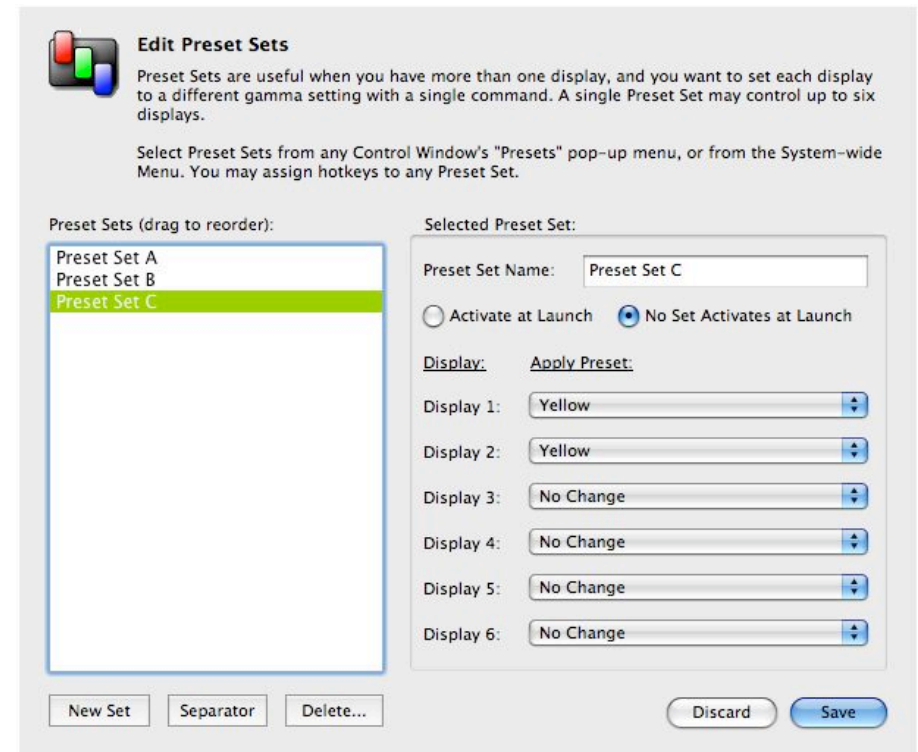 Edit Preset Sets
Preset Sets are useful when you have more than one display, and you want to set each display
to a different gamma setting with a single command. A single Preset Set may control up to six
displays.
Select Preset Sets from any Control Window's "Presets" pop-up menu, or from the System-wide
Menu. You may assign hotkeys to any Preset Set.
Preset Sets (drag to reorder):
Preset Set A
Preset Set B
Preset Set C
Selected Preset Set:
Preset Set Name: Preset Set C
Activate at Launch No Set Activates at Launch
Display: Apply Preset:
Display 1: Yellow
Display 2: Yellow
Display 3: No Change
Display 4: No Change
Display 5: No Change
Display 6: No Change
New Set Separator Delete... Discard Save